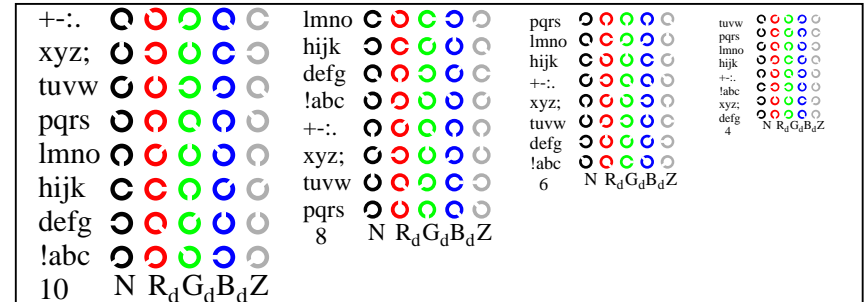 +-:.
xyz;
tuvw
pqrs
lmno
hijk
defg
!abc
10 N RdGdBdZ
lmno
hijk
defg
!abc
+-:.
xyz;
tuvw
pqrs
8 N RdGdBdZ
pqrs
lmno
hijk
+-:.
xyz;
tuvw
defg
!abc
6 N RdGdBdZ
tuvw
pqrs
lmno
hijk
+-:.
!abc
xyz;
defg N RdGdBdZ
4